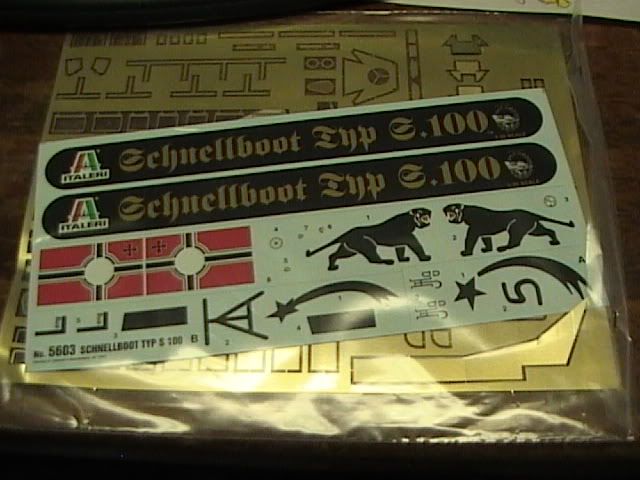 ITALERI
Schnellboot Typ S.100
ITALERI
Schnellboot Typ S.100
No. 5603 SCHNELLBOOT TYP S 100
B
A